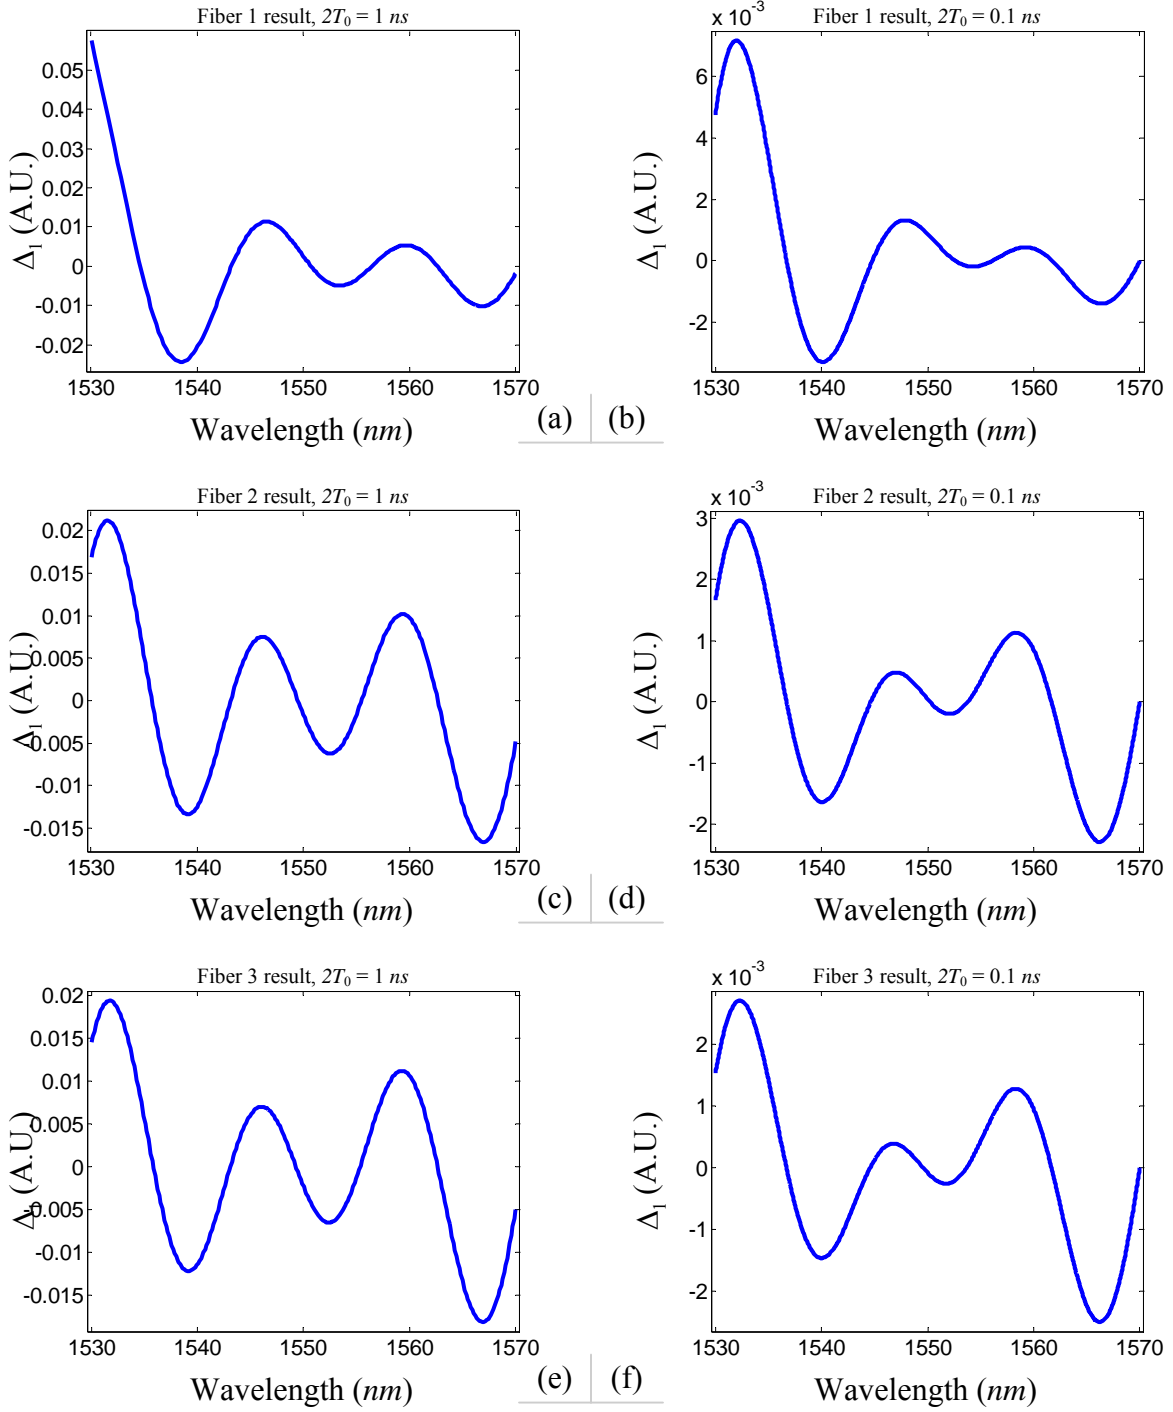 Fiber 1 result, 2T₀ = 1 ns
0.05
0.04
0.03
0.02
0.01
0
-0.01
-0.02
Δ₁ (A.U.)
1530 1540 1550 1560 1570
Wavelength (nm)
(a)
Fiber 1 result, 2T₀ = 0.1 ns
x 10⁻³
6
4
2
0
-2
Δ₁ (A.U.)
1530 1540 1550 1560 1570
Wavelength (nm)
(b)
Fiber 2 result, 2T₀ = 1 ns
0.02
0.015
0.01
0.005
0
-0.005
-0.01
-0.015
Δ₁ (A.U.)
1530 1540 1550 1560 1570
Wavelength (nm)
(c)
Fiber 2 result, 2T₀ = 0.1 ns
x 10⁻³
3
2
1
0
-1
-2
Δ₁ (A.U.)
1530 1540 1550 1560 1570
Wavelength (nm)
(d)
Fiber 3 result, 2T₀ = 1 ns
0.02
0.015
0.01
0.005
0
-0.005
-0.01
-0.015
Δ₁ (A.U.)
1530 1540 1550 1560 1570
Wavelength (nm)
(e)
Fiber 3 result, 2T₀ = 0.1 ns
x 10⁻³
2
1
0
-1
-2
Δ₁ (A.U.)
1530 1540 1550 1560 1570
Wavelength (nm)
(f)